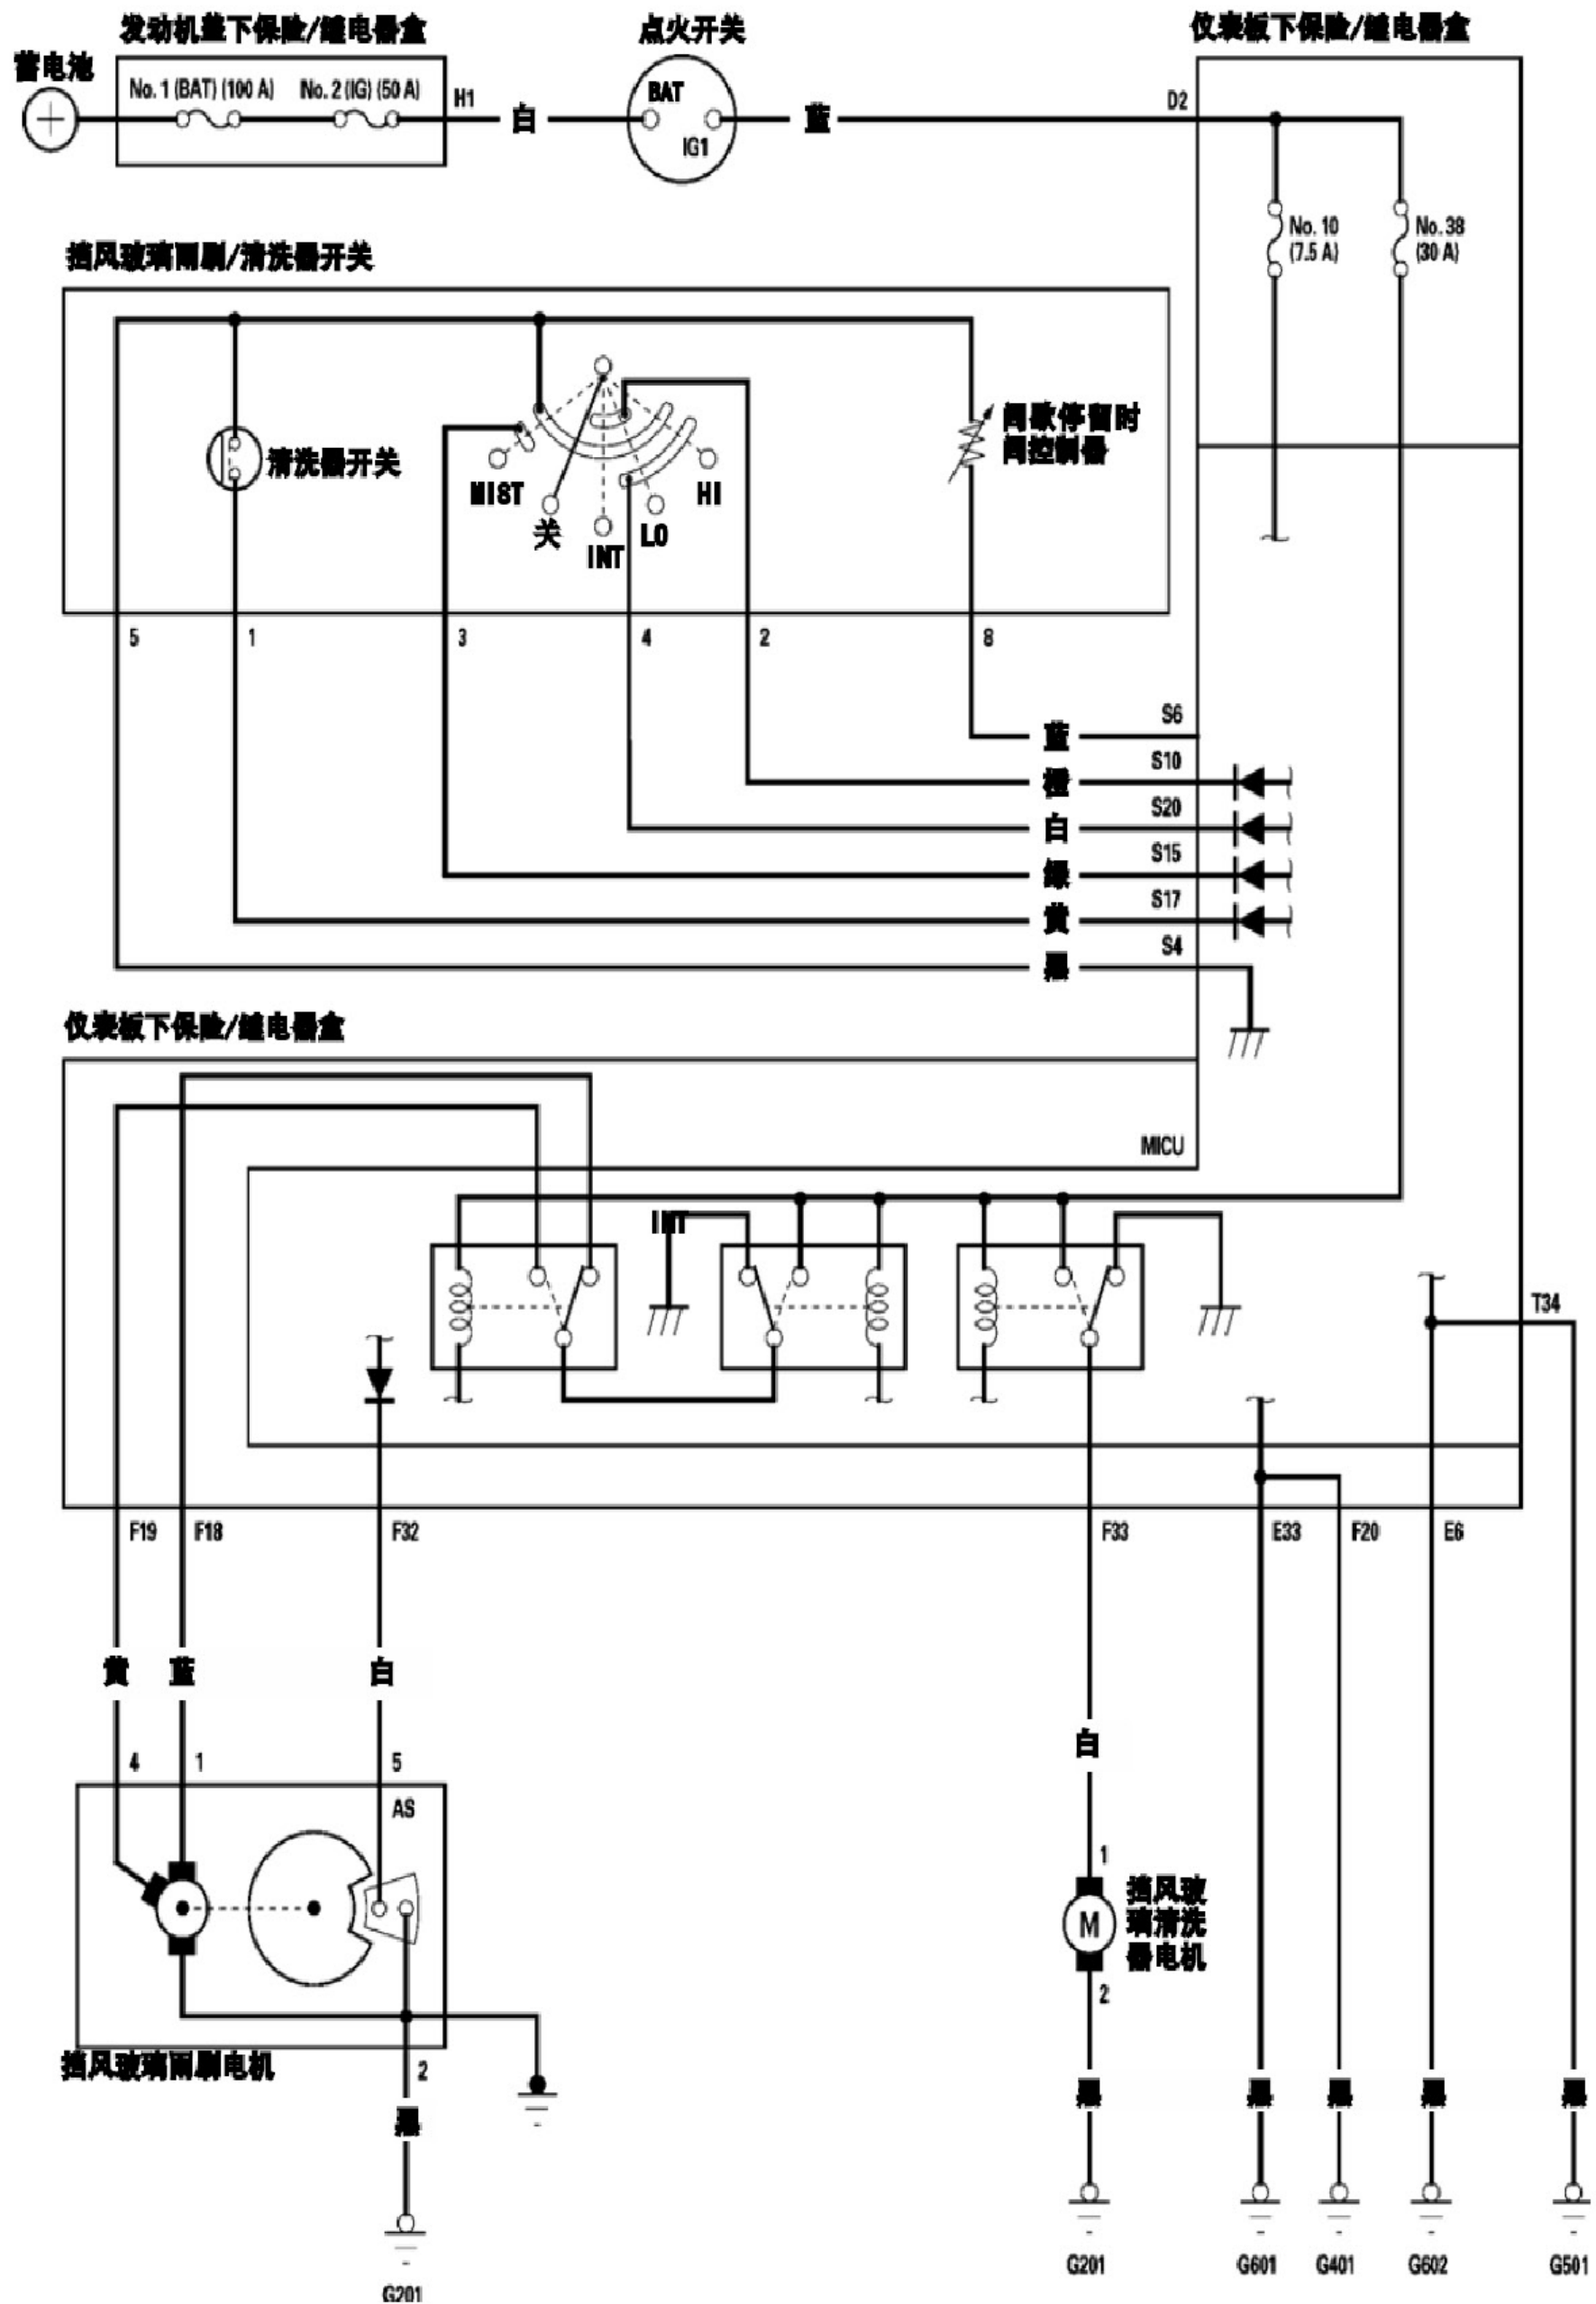 发动机盖下保险/继电器盒
点火开关
仪表板下保险/继电器盒
蓄电池
No. 1 (BAT) (100 A)
No. 2 (IG) (50 A)
H1
白
BAT
IG1
蓝
D2
No. 10
(7.5 A)
No. 38
(30 A)
挡风玻璃雨刷/清洗器开关
清洗器开关
MIST
关
INT
LO
HI
间歇停留时
间控制器
5
1
3
4
2
8
蓝
S6
橙
S10
白
S20
绿
S15
黄
S17
黑
S4
仪表板下保险/继电器盒
MICU
INT
T34
F19
F18
F32
F33
E33
F20
E6
黄
蓝
白
白
4
1
5
AS
1
挡风玻
璃清洗
器电机
M
2
挡风玻璃雨刷电机
2
黑
黑
黑
黑
黑
黑
G201
G201
G601
G401
G602
G501